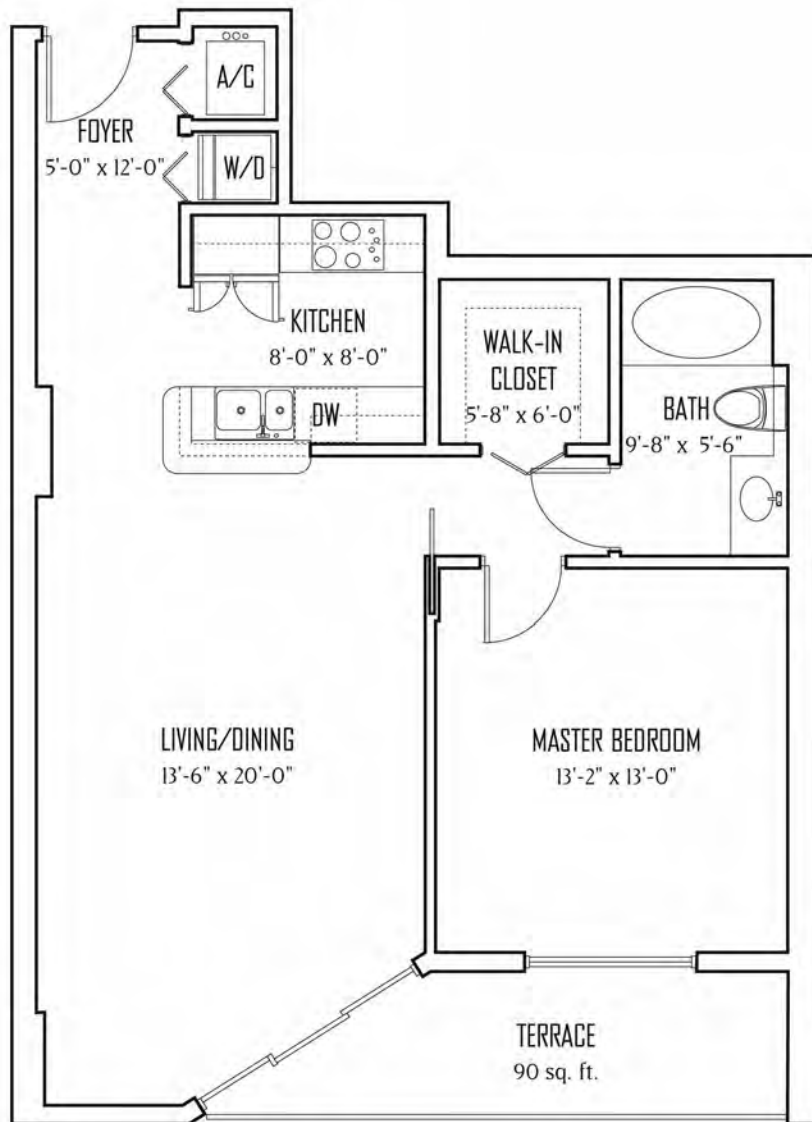 A/C
FOYER
5'-0" x 12'-0"
W/D
KITCHEN
8'-0" x 8'-0"
WALK-IN
CLOSET
5'-8" x 6'-0"
BATH
9'-8" x 5'-6"
DW
LIVING/DINING
13'-6" x 20'-0"
MASTER BEDROOM
13'-2" x 13'-0"
TERRACE
90 sq. ft.